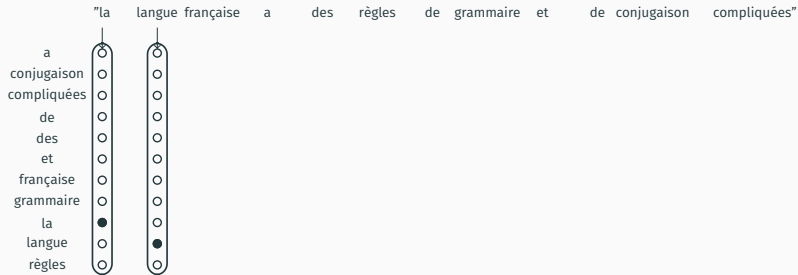 "la langue française a des règles de grammaire et de conjugaison compliquées"
a
conjugaison
compliquées
de
des
et
française
grammaire
la
langue
règles